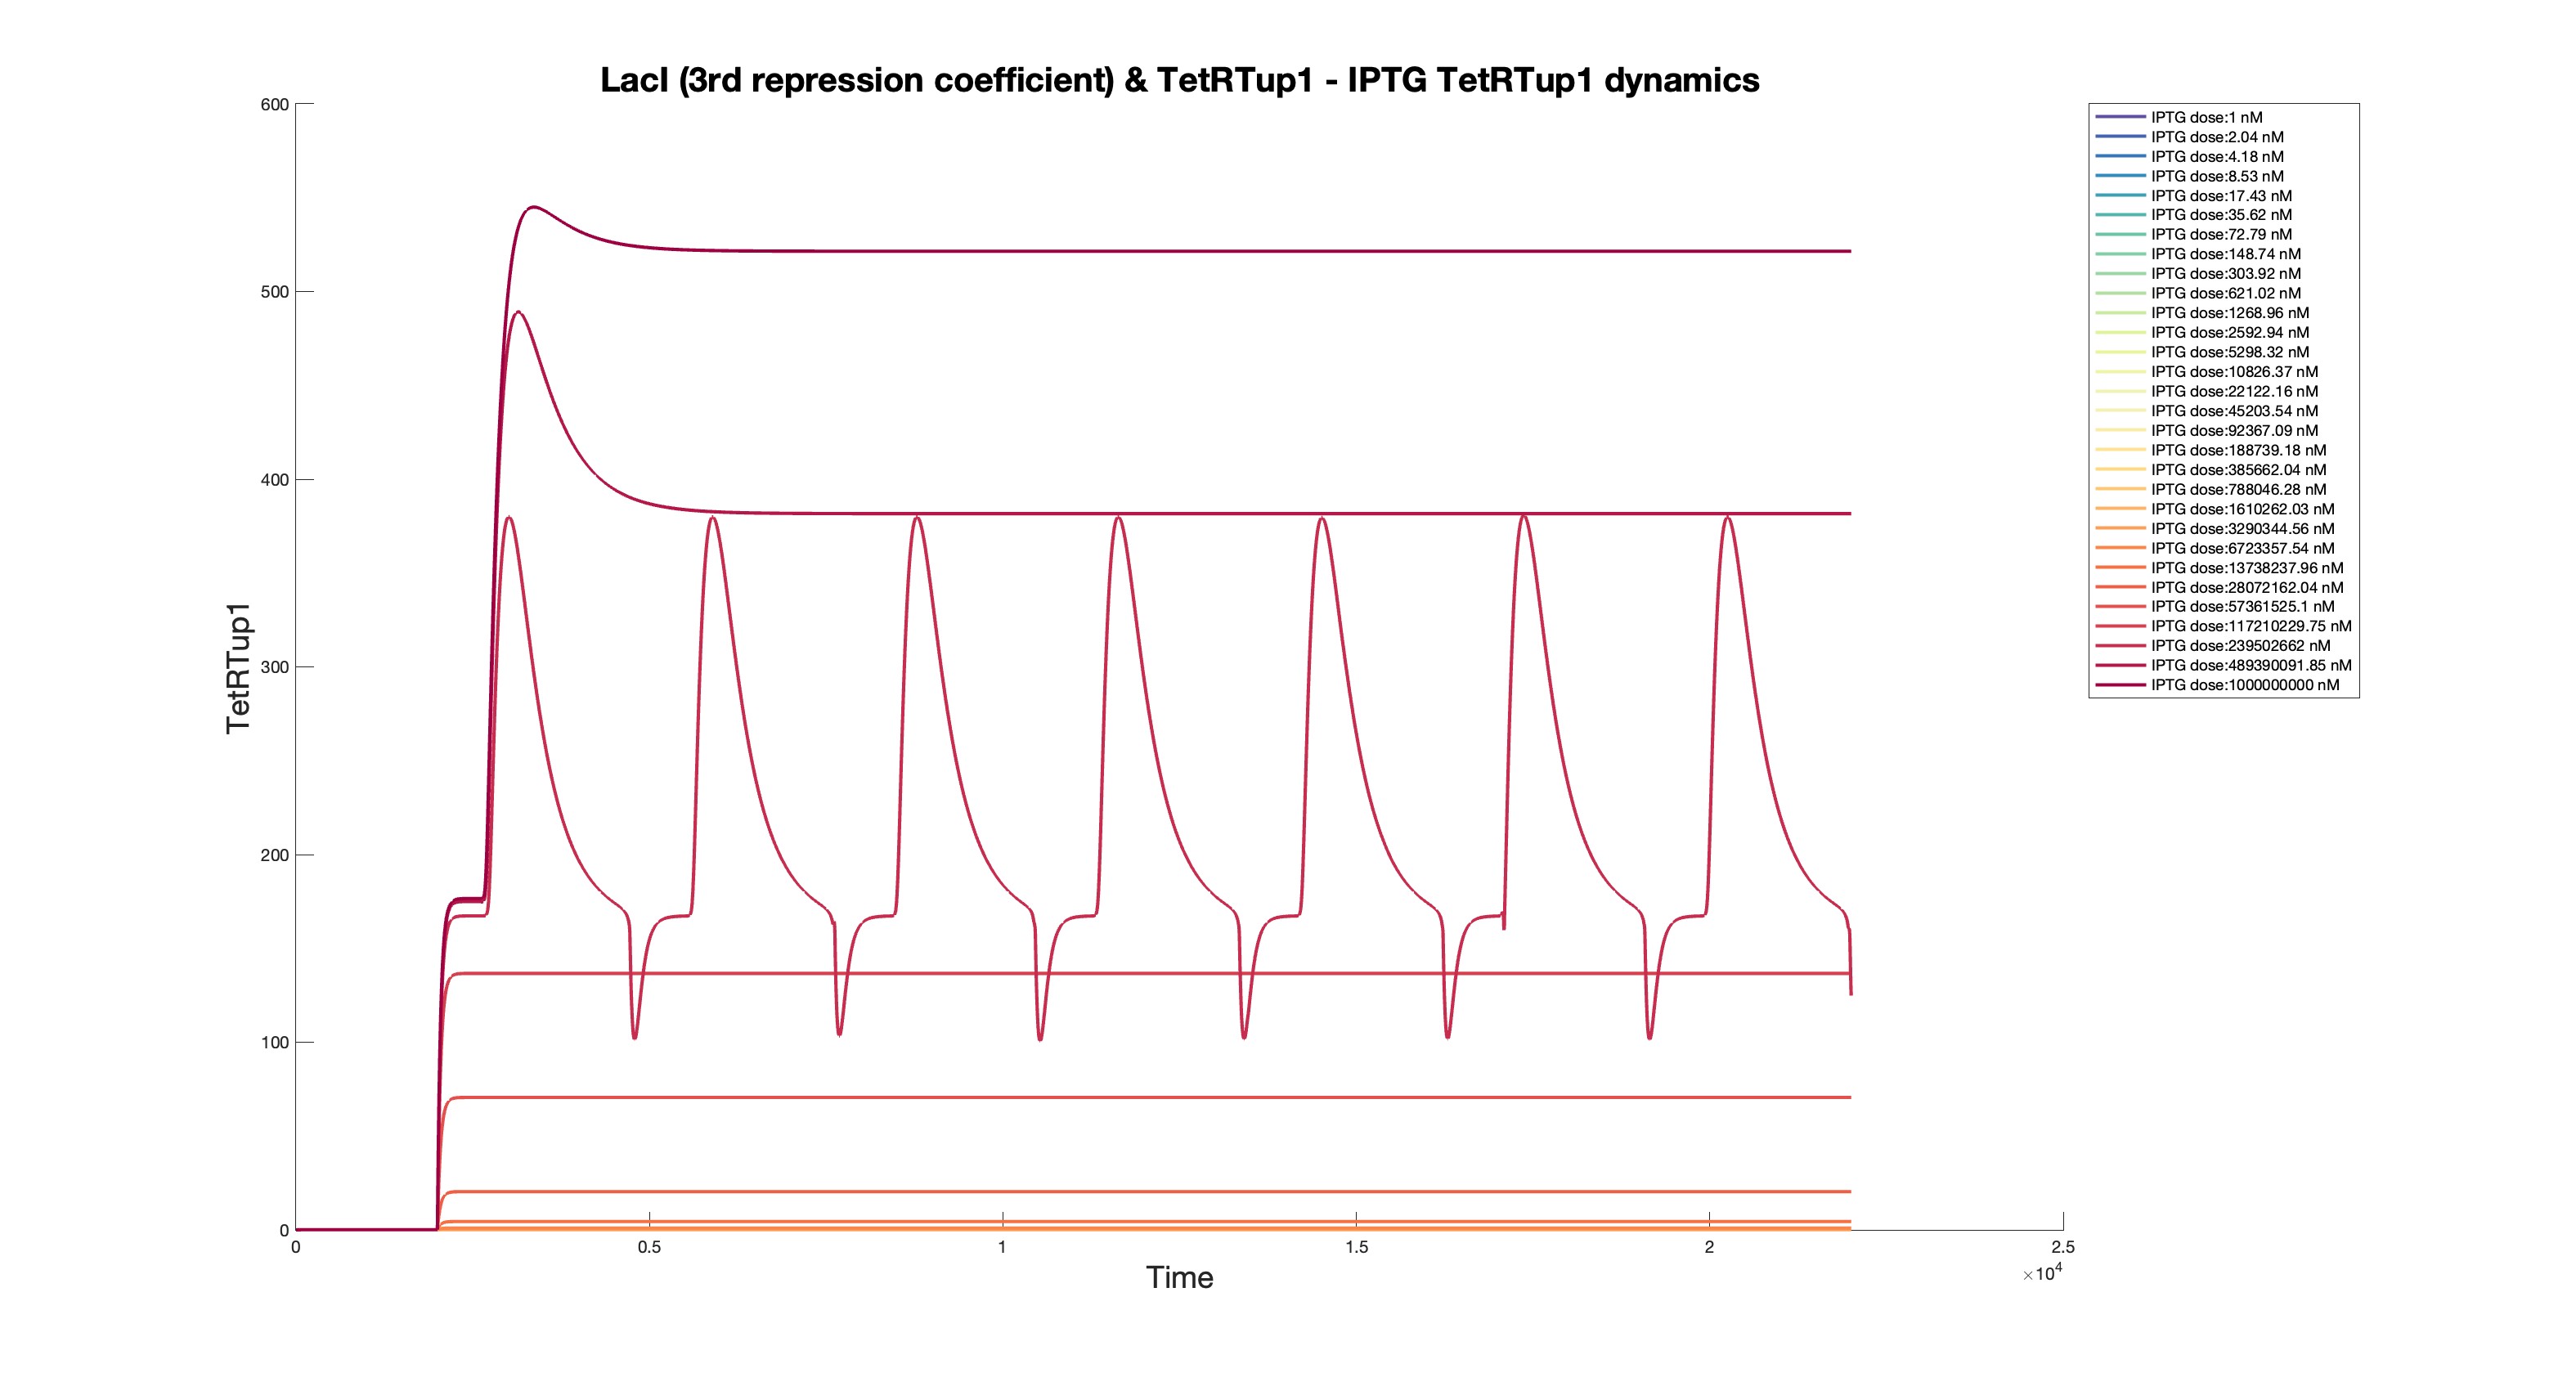 LacI (3rd repression coefficient) & TetRTup1 - IPTG TetRTup1 dynamics
600
500
400
300
200
100
0
TetRTup1
0
0.5
1
1.5
2
2.5
×10^4
Time
IPTG dose:1 nM
IPTG dose:2.04 nM
IPTG dose:4.18 nM
IPTG dose:8.53 nM
IPTG dose:17.43 nM
IPTG dose:35.62 nM
IPTG dose:72.79 nM
IPTG dose:148.74 nM
IPTG dose:303.92 nM
IPTG dose:621.02 nM
IPTG dose:1268.96 nM
IPTG dose:2592.94 nM
IPTG dose:5298.32 nM
IPTG dose:10826.37 nM
IPTG dose:22122.16 nM
IPTG dose:45203.54 nM
IPTG dose:92367.09 nM
IPTG dose:188739.18 nM
IPTG dose:385662.04 nM
IPTG dose:788046.28 nM
IPTG dose:1610262.03 nM
IPTG dose:3290344.56 nM
IPTG dose:6723357.54 nM
IPTG dose:13738237.96 nM
IPTG dose:28072162.04 nM
IPTG dose:57361525.1 nM
IPTG dose:117210229.75 nM
IPTG dose:239502662 nM
IPTG dose:489390091.85 nM
IPTG dose:1000000000 nM